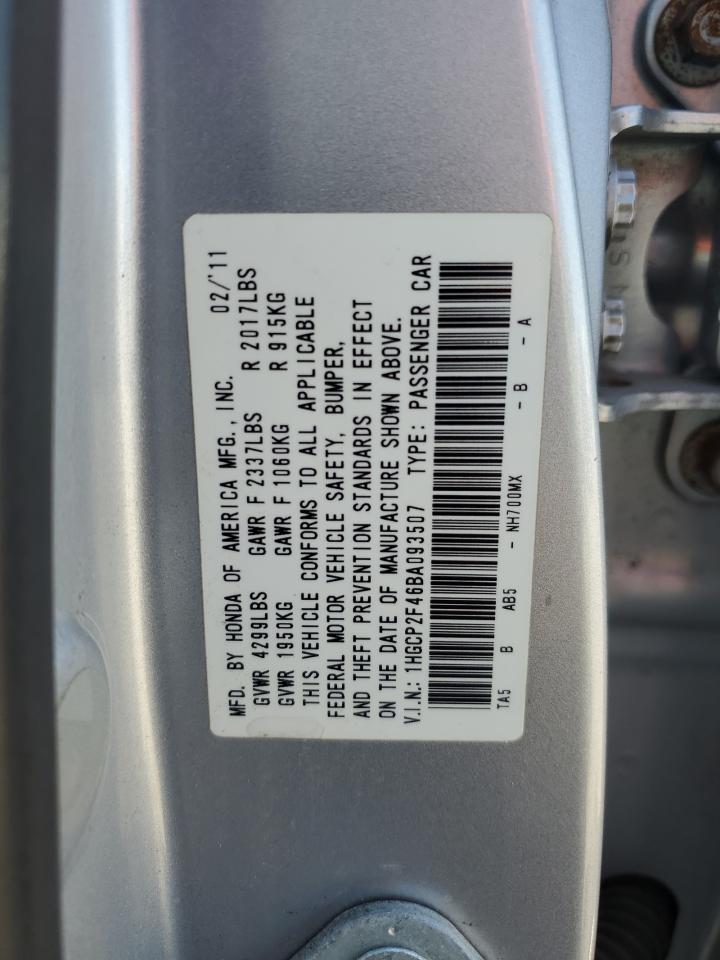 MFD. BY HONDA OF AMERICA MFG., INC. 02/'11
GVWR 4299LBS GAWR F 2337LBS R 2017LBS
GVWR 1950KG GAWR F 1060KG R 915KG
THIS VEHICLE CONFORMS TO ALL APPLICABLE
FEDERAL MOTOR VEHICLE SAFETY, BUMPER,
AND THEFT PREVENTION STANDARDS IN EFFECT
ON THE DATE OF MANUFACTURE SHOWN ABOVE.
V.I.N.: 1HGCP2F46BA093507 TYPE: PASSENGER CAR
TA5 B AB5 - NH700MX - B - A